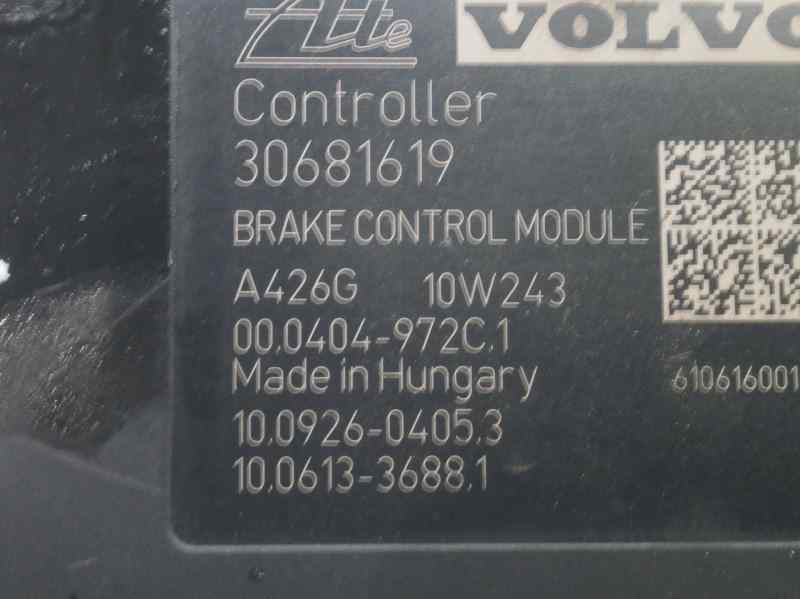 Ate VOLVO
Controller
30681619
BRAKE CONTROL MODULE
A426G 10W243
00.0404-972C.1
Made in Hungary 610616001
10.0926-0405.3
10.0613-3688.1